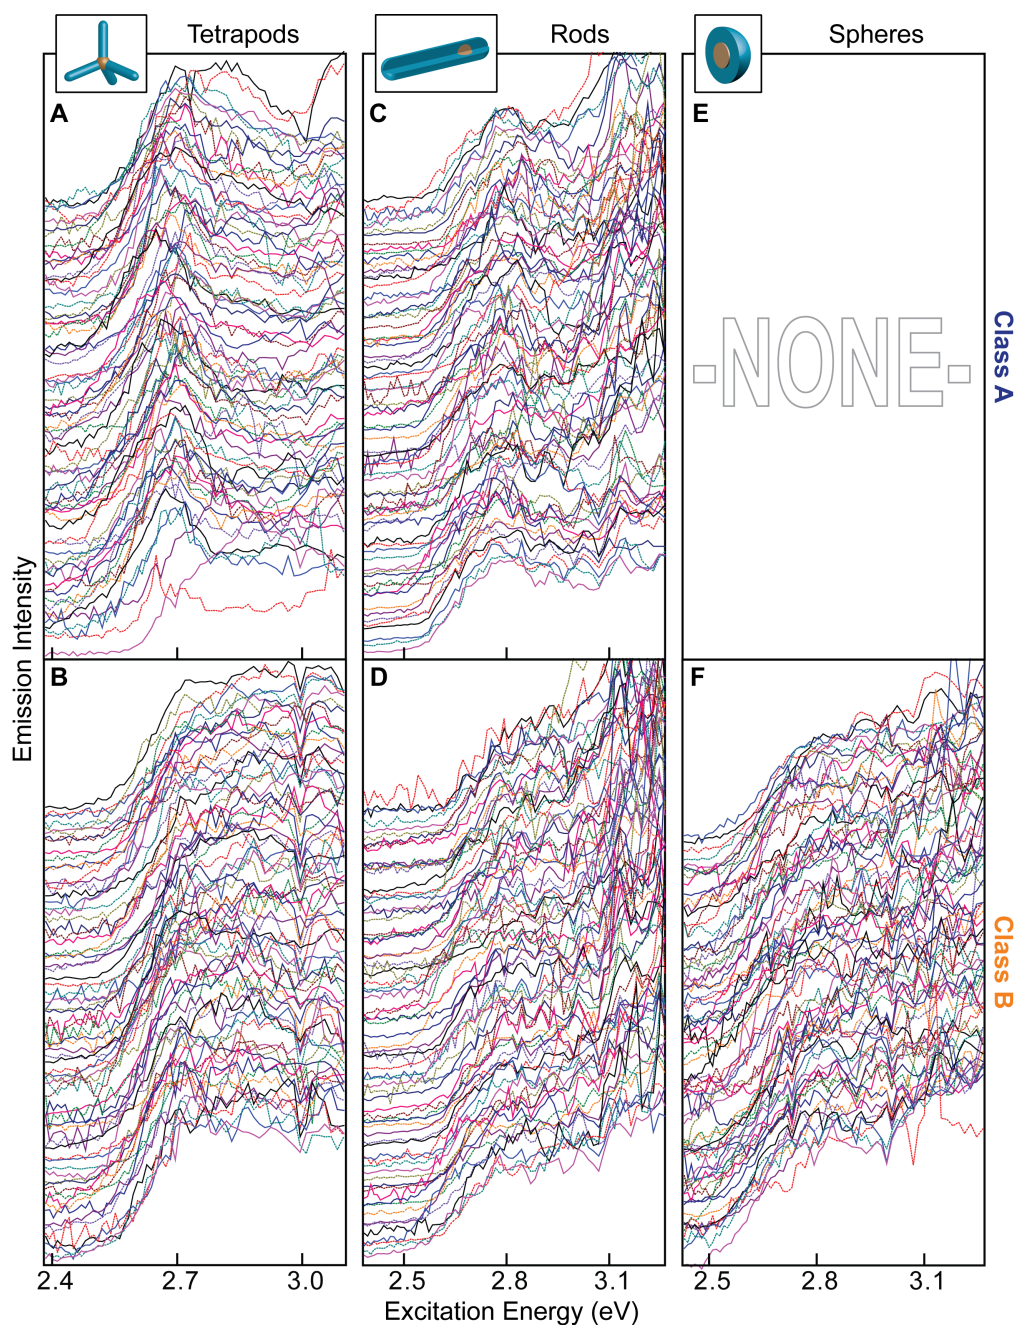 Tetrapods
Rods
Spheres
A
C
E
-NONE-
Class A
Emission Intensity
B
D
F
Class B
2.4
2.7
3.0
2.5
2.8
3.1
2.5
2.8
3.1
Excitation Energy (eV)